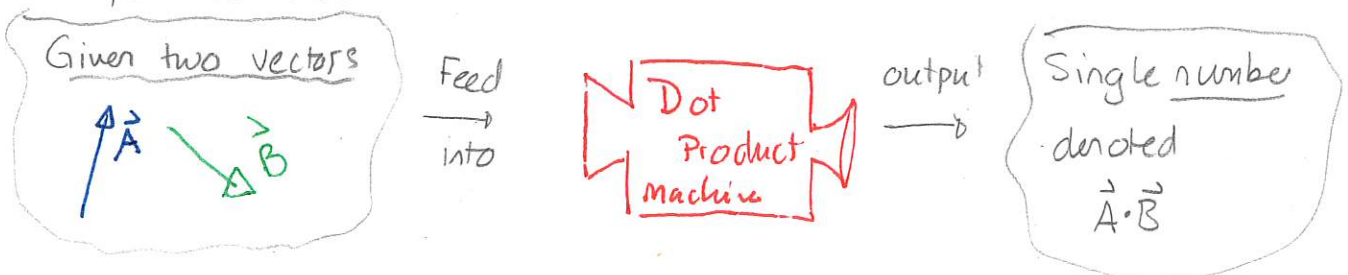 Given two vectors
A
B
Feed
into
Dot
Product
Machine
output
Single number
denoted
A·B